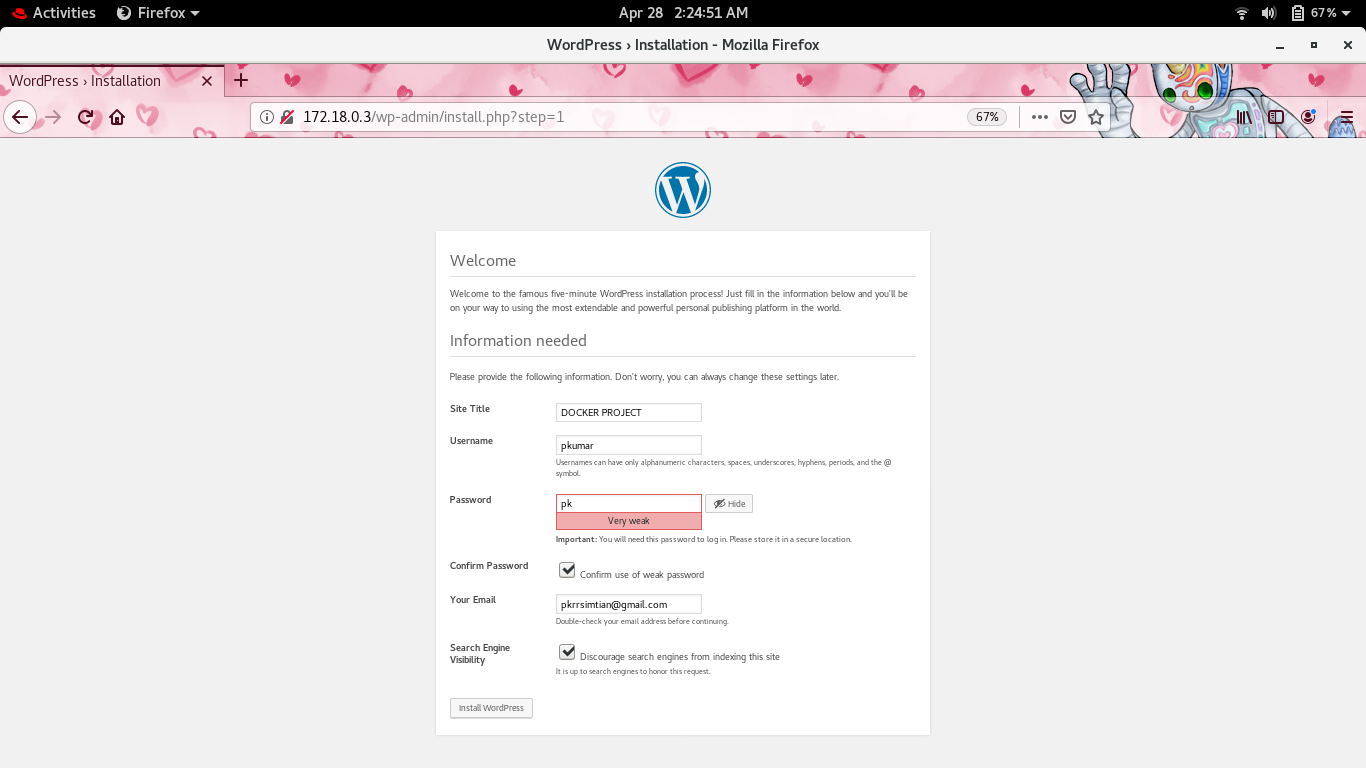 Activities Firefox Apr 28 2:24:51 AM 67%
WordPress › Installation - Mozilla Firefox
WordPress › Installation
172.18.0.3/wp-admin/install.php?step=1 67%
Welcome
Welcome to the famous five-minute WordPress installation process! Just fill in the information below and you'll be
on your way to using the most extendable and powerful personal publishing platform in the world.
Information needed
Please provide the following information. Don't worry, you can always change these settings later.
Site Title DOCKER PROJECT
Username pkumar
Usernames can have only alphanumeric characters, spaces, underscores, hyphens, periods, and the @
symbol.
Password pk Hide
Very weak
Important: You will need this password to log in. Please store it in a secure location.
Confirm Password Confirm use of weak password
Your Email pkrrsimtian@gmail.com
Double-check your email address before continuing.
Search Engine
Visibility Discourage search engines from indexing this site
It is up to search engines to honor this request.
Install WordPress